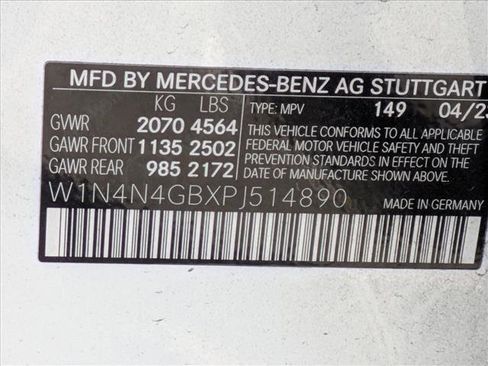 MFD BY MERCEDES-BENZ AG STUTTGART
KG LBS TYPE: MPV 149 04/23
GVWR 2070 4564 THIS VEHICLE CONFORMS TO ALL APPLICABLE
GAWR FRONT 1135 2502 FEDERAL MOTOR VEHICLE SAFETY AND THEFT
GAWR REAR 985 2172 PREVENTION STANDARDS IN EFFECT ON THE
DATE OF MANUFACTURE SHOWN ABOVE.
W1N4N4GBXPJ514890 MADE IN GERMANY